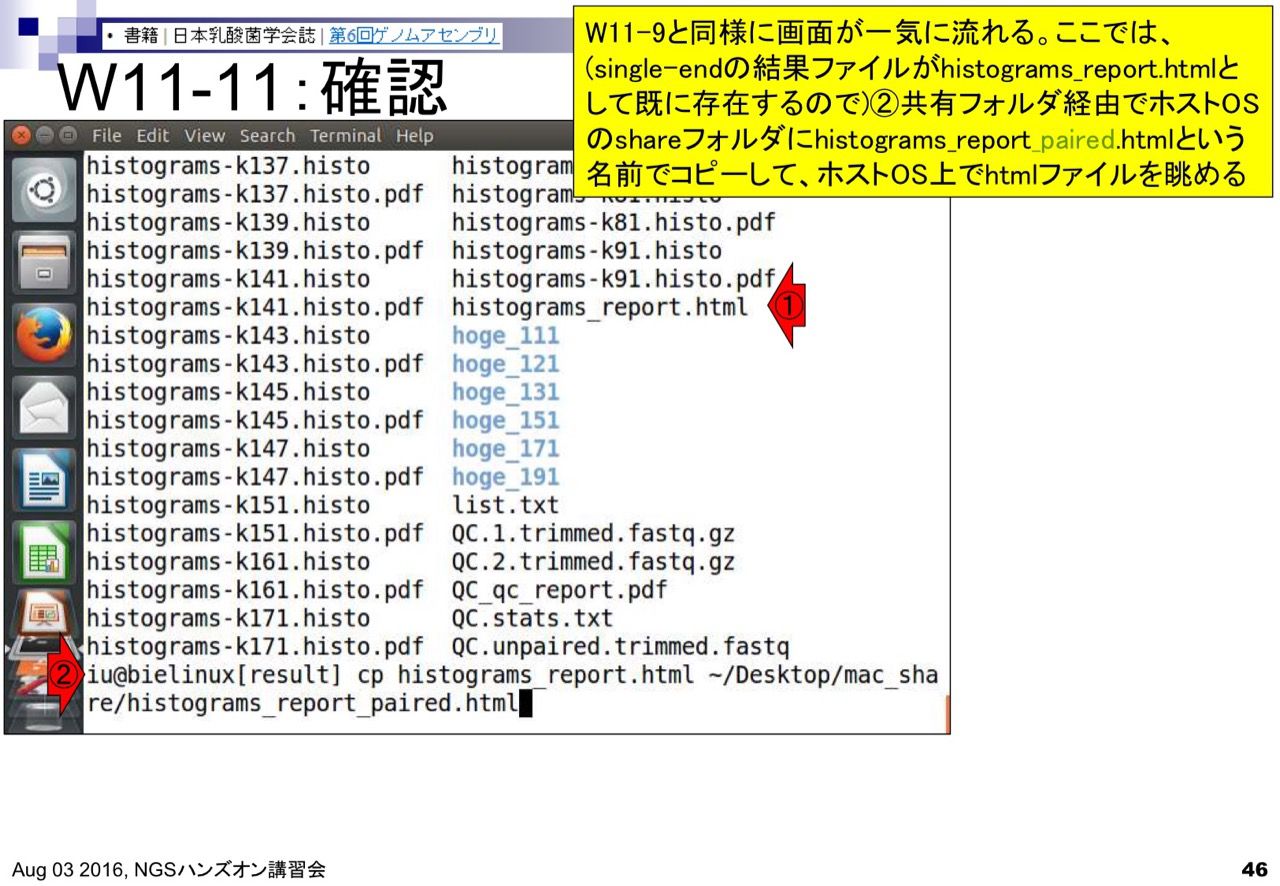 • 書籍 | 日本乳酸菌学会誌 | 第6回ゲノムアセンブリ
W11-11：確認
W11-9と同様に画面が一気に流れる。ここでは、
(single-endの結果ファイルがhistograms_report.htmlと
して既に存在するので)②共有フォルダ経由でホストOS
のshareフォルダにhistograms_report_paired.htmlという
名前でコピーして、ホストOS上でhtmlファイルを眺める
File Edit View Search Terminal Help
histograms-k137.histo histogram
histograms-k137.histo.pdf histograms-k81.histo
histograms-k139.histo histograms-k81.histo.pdf
histograms-k139.histo.pdf histograms-k91.histo
histograms-k141.histo histograms-k91.histo.pdf
histograms-k141.histo.pdf histograms_report.html ①
histograms-k143.histo hoge_111
histograms-k143.histo.pdf hoge_121
histograms-k145.histo hoge_131
histograms-k145.histo.pdf hoge_151
histograms-k147.histo hoge_171
histograms-k147.histo.pdf hoge_191
histograms-k151.histo list.txt
histograms-k151.histo.pdf QC.1.trimmed.fastq.gz
histograms-k161.histo QC.2.trimmed.fastq.gz
histograms-k161.histo.pdf QC_qc_report.pdf
histograms-k171.histo QC.stats.txt
histograms-k171.histo.pdf QC.unpaired.trimmed.fastq
② iu@bielinux[result] cp histograms_report.html ~/Desktop/mac_sha
re/histograms_report_paired.html
Aug 03 2016, NGSハンズオン講習会
46